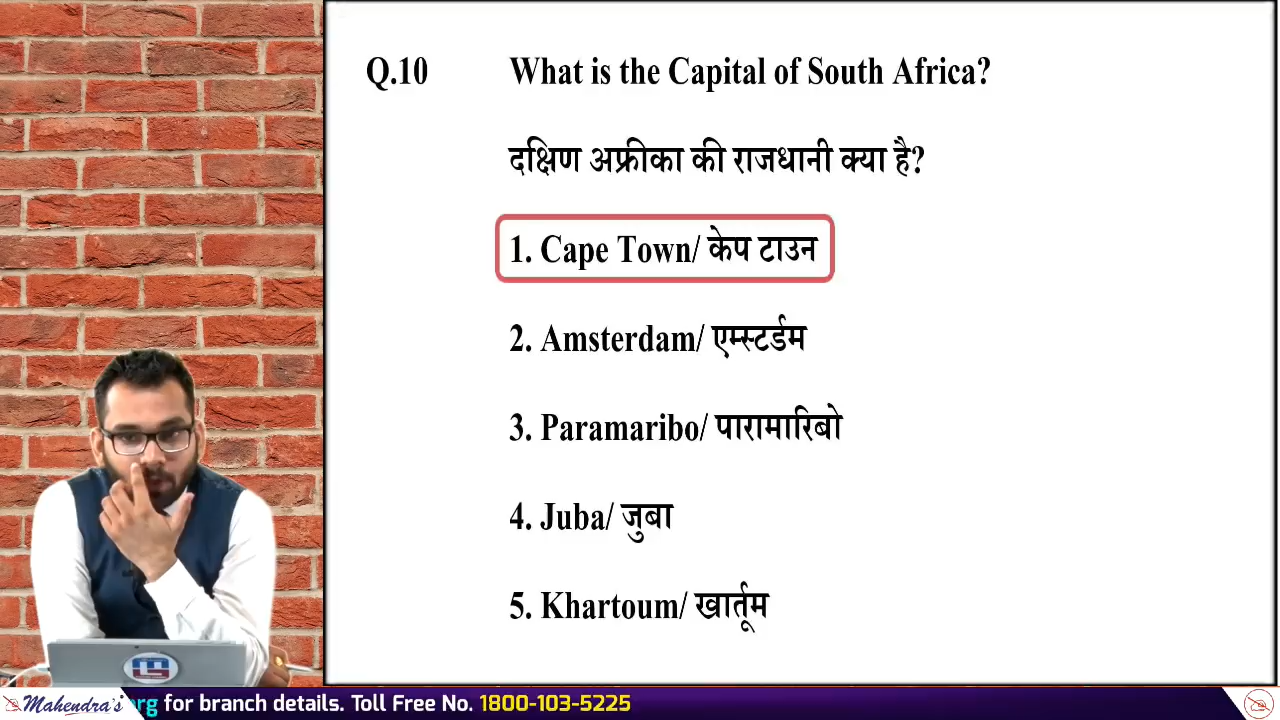 Q.10 What is the Capital of South Africa?
दक्षिण अफ्रीका की राजधानी क्या है?
1. Cape Town/ केप टाउन
2. Amsterdam/ एम्स्टर्डम
3. Paramaribo/ पारामारिबो
4. Juba/ जुबा
5. Khartoum/ खार्तूम
Mahendra's org for branch details. Toll Free No. 1800-103-5225